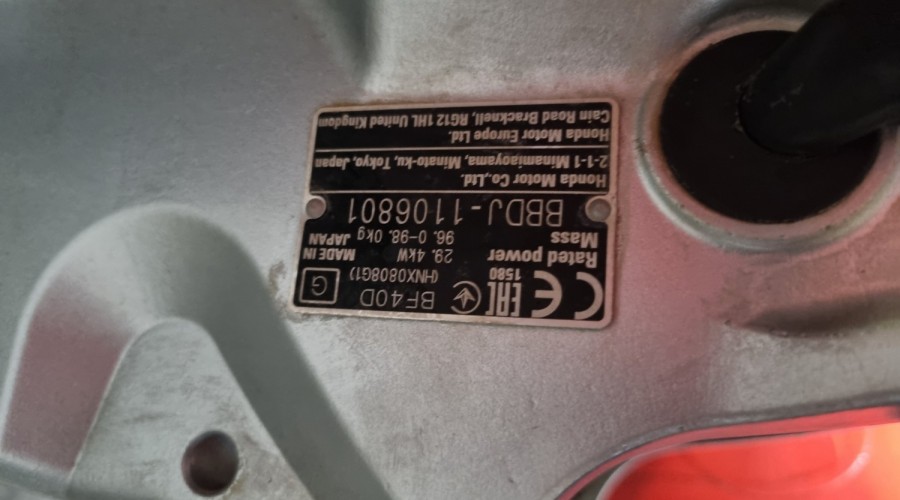 CE EAC BF40D G
1580 (HNX0808G1)
Rated power 29.4kW MADE IN
Mass 96.0-98.0kg JAPAN
BBDJ-1106801
Honda Motor Co.,Ltd.
2-1-1 Minamiaoyama, Minato-ku, Tokyo, Japan
Honda Motor Europe Ltd.
Cain Road Bracknell, RG12 1HL United Kingdom